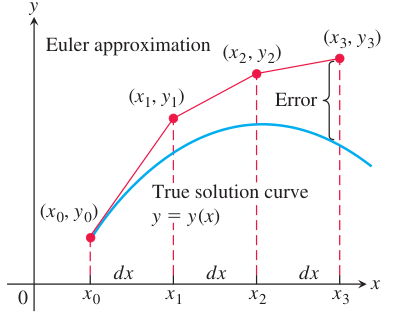 y
Euler approximation
(x₃, y₃)
(x₂, y₂)
(x₁, y₁)
Error
(x₀, y₀)
True solution curve
y = y(x)
dx dx dx
0 x₀ x₁ x₂ x₃ x